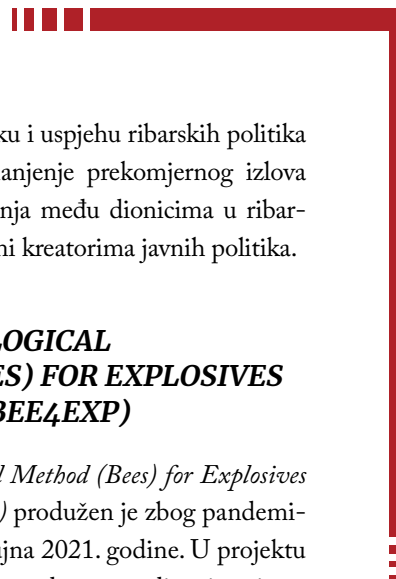 ku i uspjehu ribarskih politika
anjenje prekomjernog izlova
nja među dionicima u ribar-
ni kreatorima javnih politika.
LOGICAL
ES) FOR EXPLOSIVES
BEE4EXP)
l Method (Bees) for Explosives
) produžen je zbog pandemi-
ujna 2021. godine. U projektu